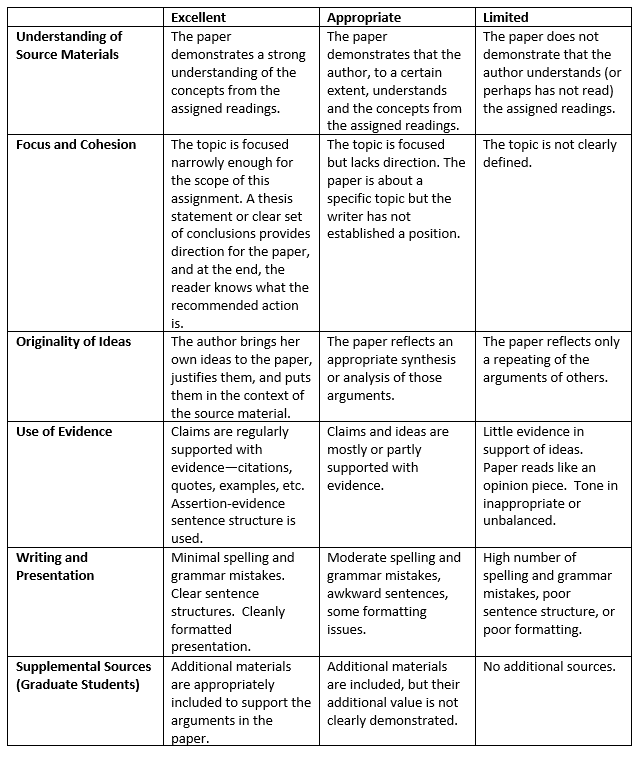 Excellent
Appropriate
Limited
Understanding of
Source Materials
The paper
demonstrates a strong
understanding of the
concepts from the
assigned readings.
The paper
demonstrates that the
author, to a certain
extent, understands
and the concepts from
the assigned readings.
The paper does not
demonstrate that the
author understands (or
perhaps has not read)
the assigned readings.
Focus and Cohesion
The topic is focused
narrowly enough for
the scope of this
assignment. A thesis
statement or clear set
of conclusions provides
direction for the paper,
and at the end, the
reader knows what the
recommended action
is.
The topic is focused
but lacks direction. The
paper is about a
specific topic but the
writer has not
established a position.
The topic is not clearly
defined.
Originality of Ideas
The author brings her
own ideas to the paper,
justifies them, and puts
them in the context of
the source material.
The paper reflects an
appropriate synthesis
or analysis of those
arguments.
The paper reflects only
a repeating of the
arguments of others.
Use of Evidence
Claims are regularly
supported with
evidence—citations,
quotes, examples, etc.
Assertion-evidence
sentence structure is
used.
Claims and ideas are
mostly or partly
supported with
evidence.
Little evidence in
support of ideas.
Paper reads like an
opinion piece.  Tone in
inappropriate or
unbalanced.
Writing and
Presentation
Minimal spelling and
grammar mistakes.
Clear sentence
structures.  Cleanly
formatted
presentation.
Moderate spelling and
grammar mistakes,
awkward sentences,
some formatting
issues.
High number of
spelling and grammar
mistakes, poor
sentence structure, or
poor formatting.
Supplemental Sources
(Graduate Students)
Additional materials
are appropriately
included to support the
arguments in the
paper.
Additional materials
are included, but their
additional value is not
clearly demonstrated.
No additional sources.